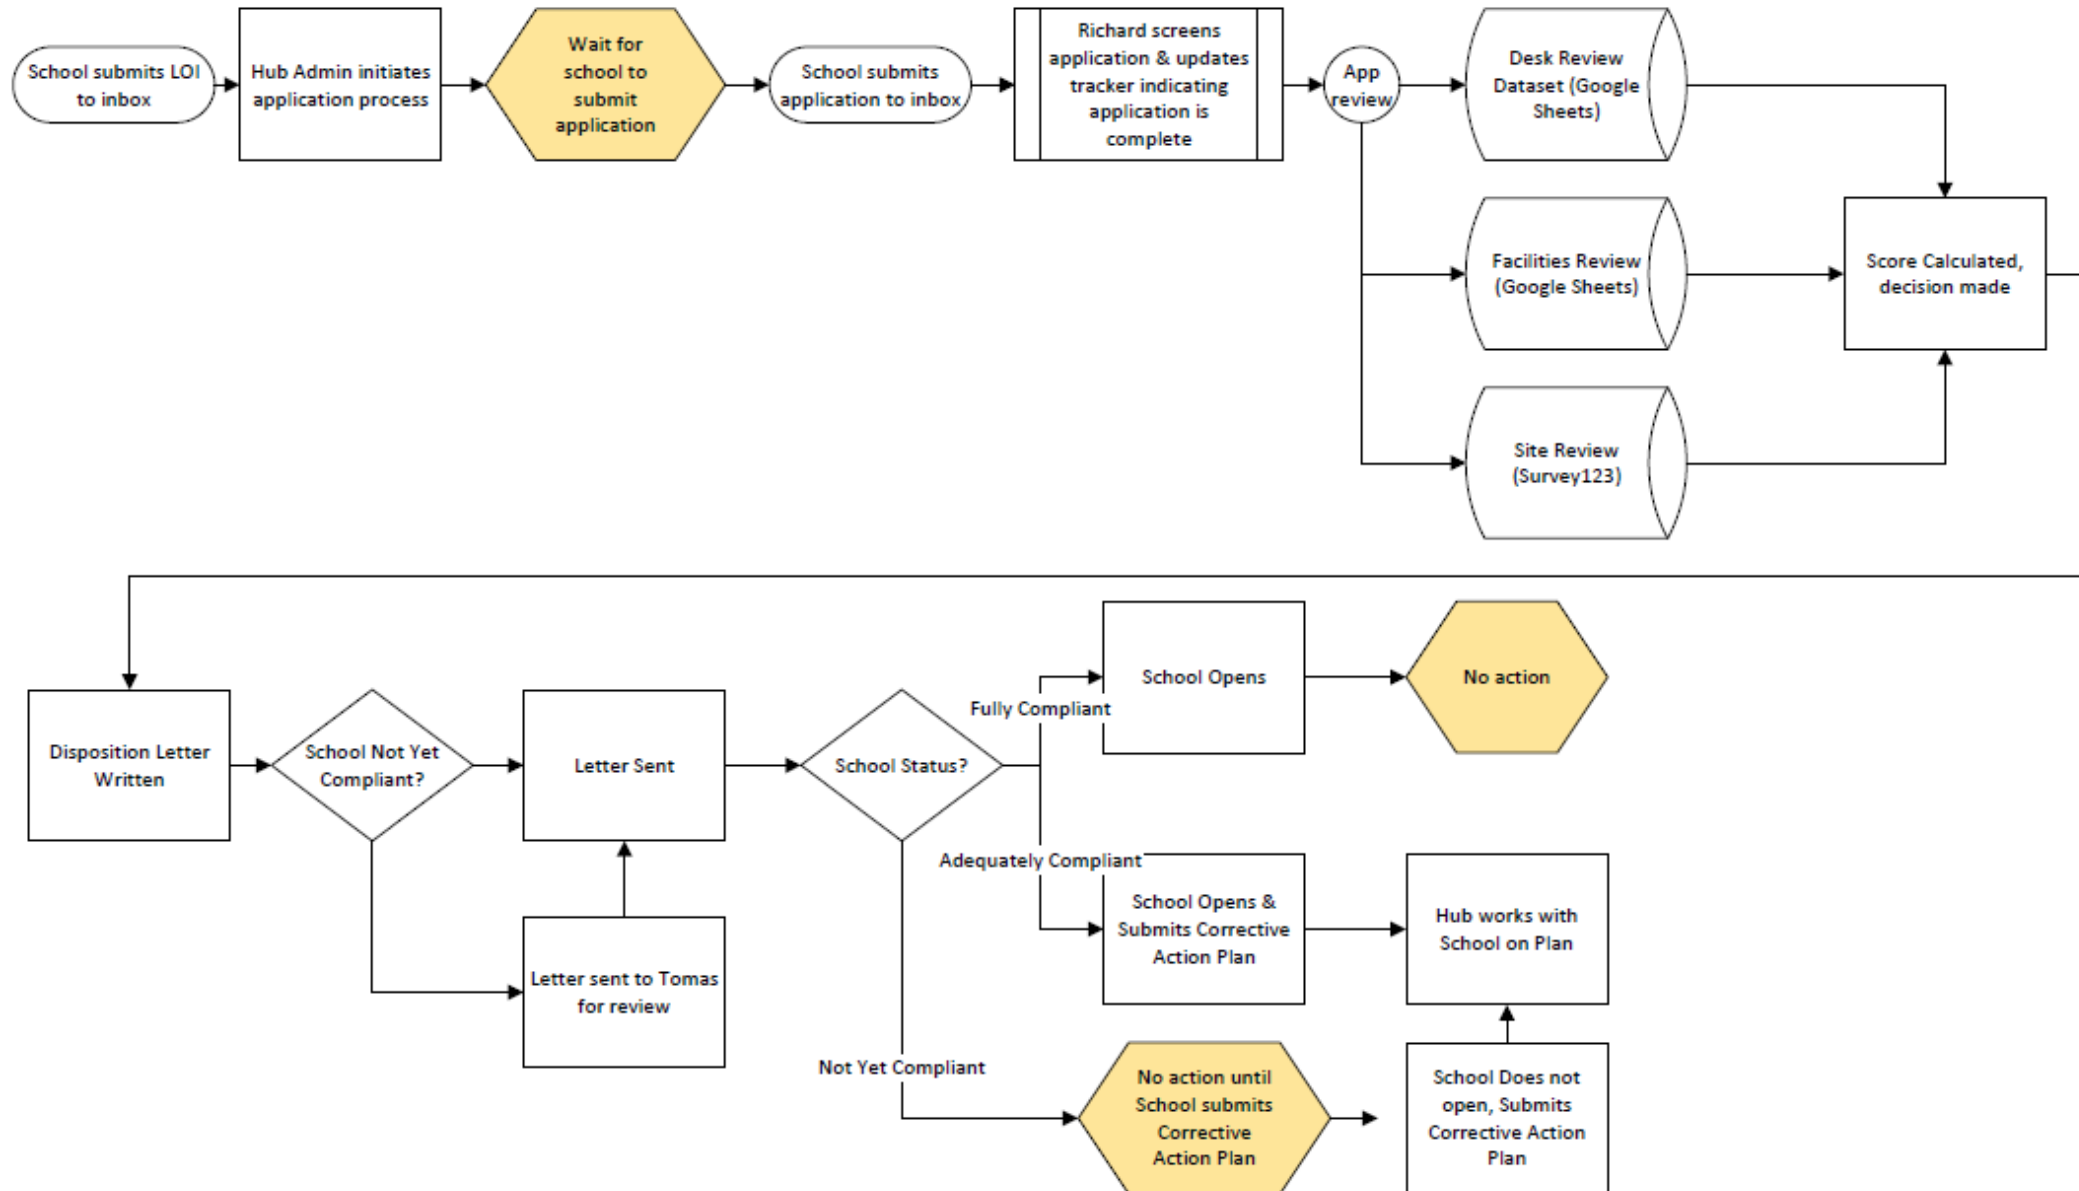 School submits LOI
to inbox
Hub Admin initiates
application process
Wait for
school to
submit
application
School submits
application to inbox
Richard screens
application & updates
tracker indicating
application is
complete
App
review
Desk Review
Dataset (Google
Sheets)
Facilities Review
(Google Sheets)
Score Calculated,
decision made
Site Review
(Survey123)
Disposition Letter
Written
School Not Yet
Compliant?
Letter Sent
Letter sent to Tomas
for review
School Status?
Fully Compliant
School Opens
No action
Adequately Compliant
School Opens &
Submits Corrective
Action Plan
Hub works with
School on Plan
Not Yet Compliant
No action until
School submits
Corrective
Action Plan
School Does not
open, Submits
Corrective Action
Plan